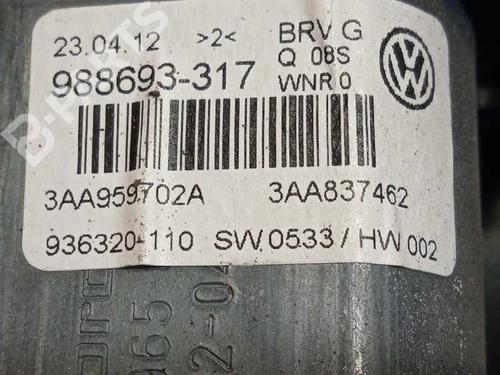 23.04.12 >2< BRV G
Q 08S
988693-317 WNR 0
3AA959702A 3AA837462
936320-110 SW.0533 / HW 002